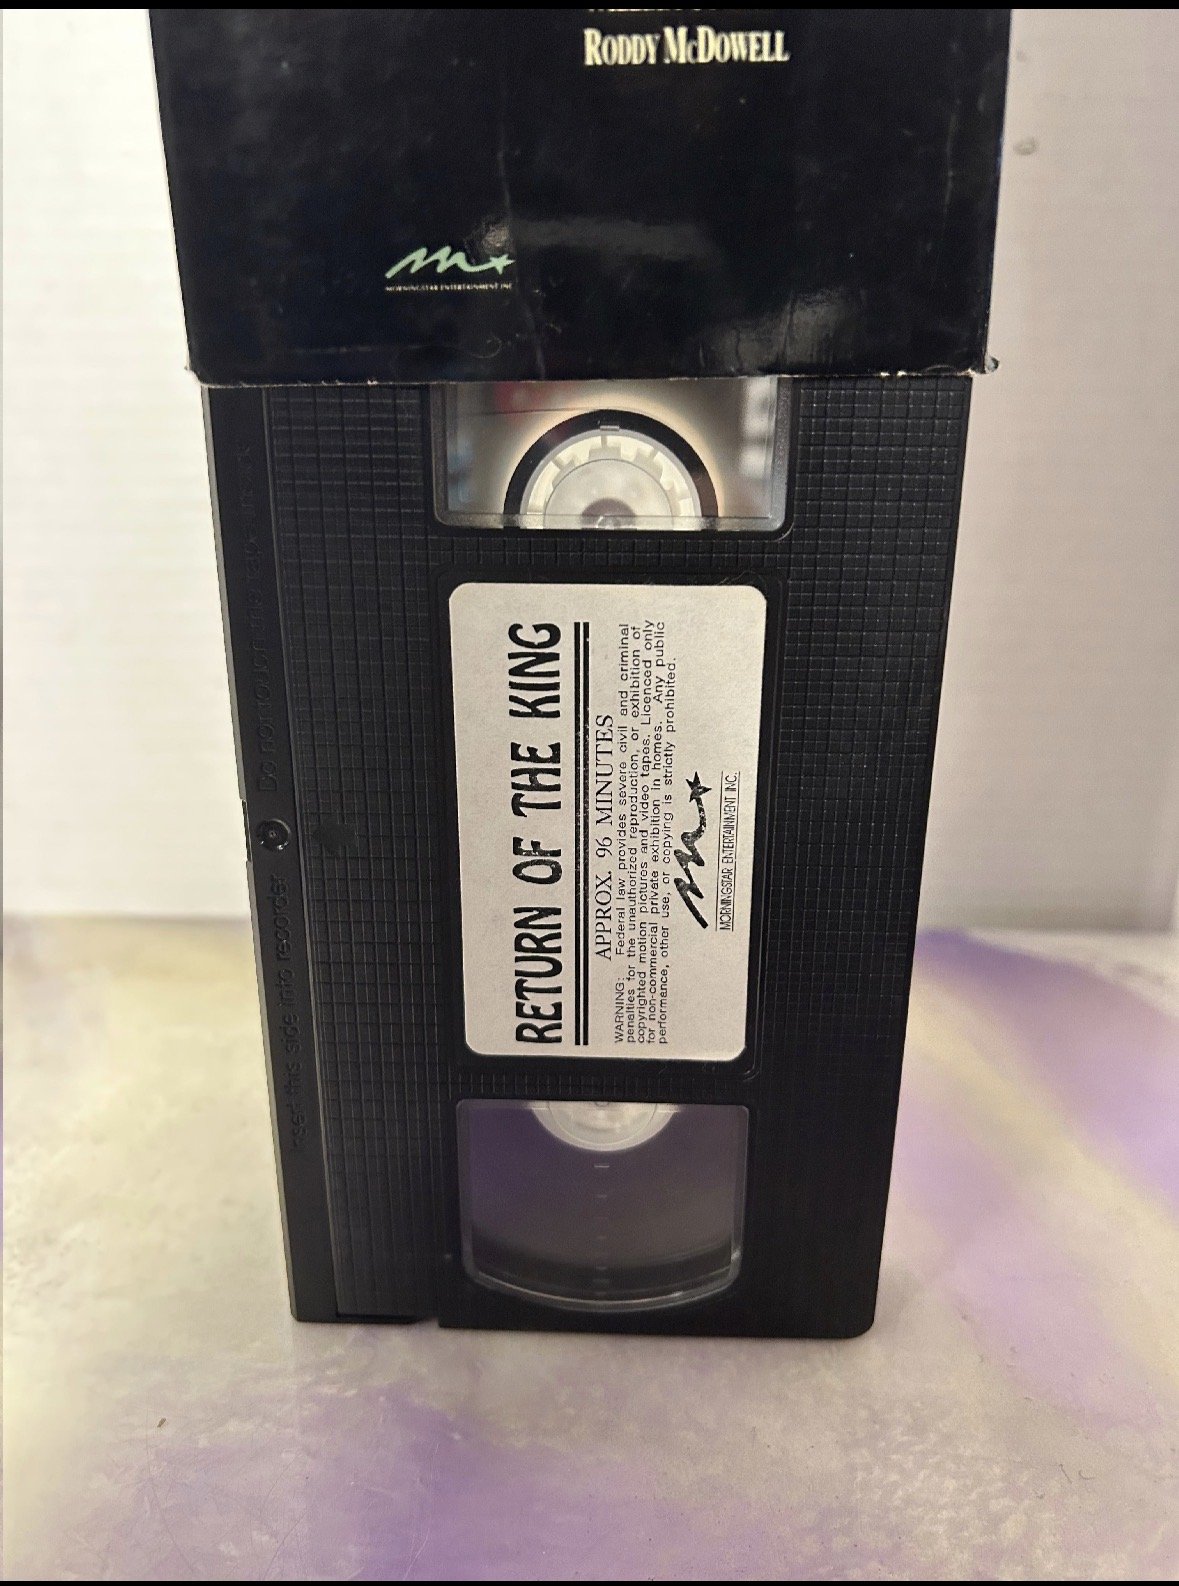 RODDY MCDOWELL
MORNINGSTAR ENTERTAINMENT INC
RETURN OF THE KING
APPROX. 96 MINUTES
WARNING: Federal law provides severe civil and criminal
penalties for the unauthorized reproduction, or exhibition of
copyrighted motion pictures and video tapes. Licenced only
for non-commercial private exhibition in homes. Any public
performance, other use, or copying is strictly prohibited.
MORNINGSTAR ENTERTAINMENT INC.
Insert this side into recorder
Do not touch the tape inside